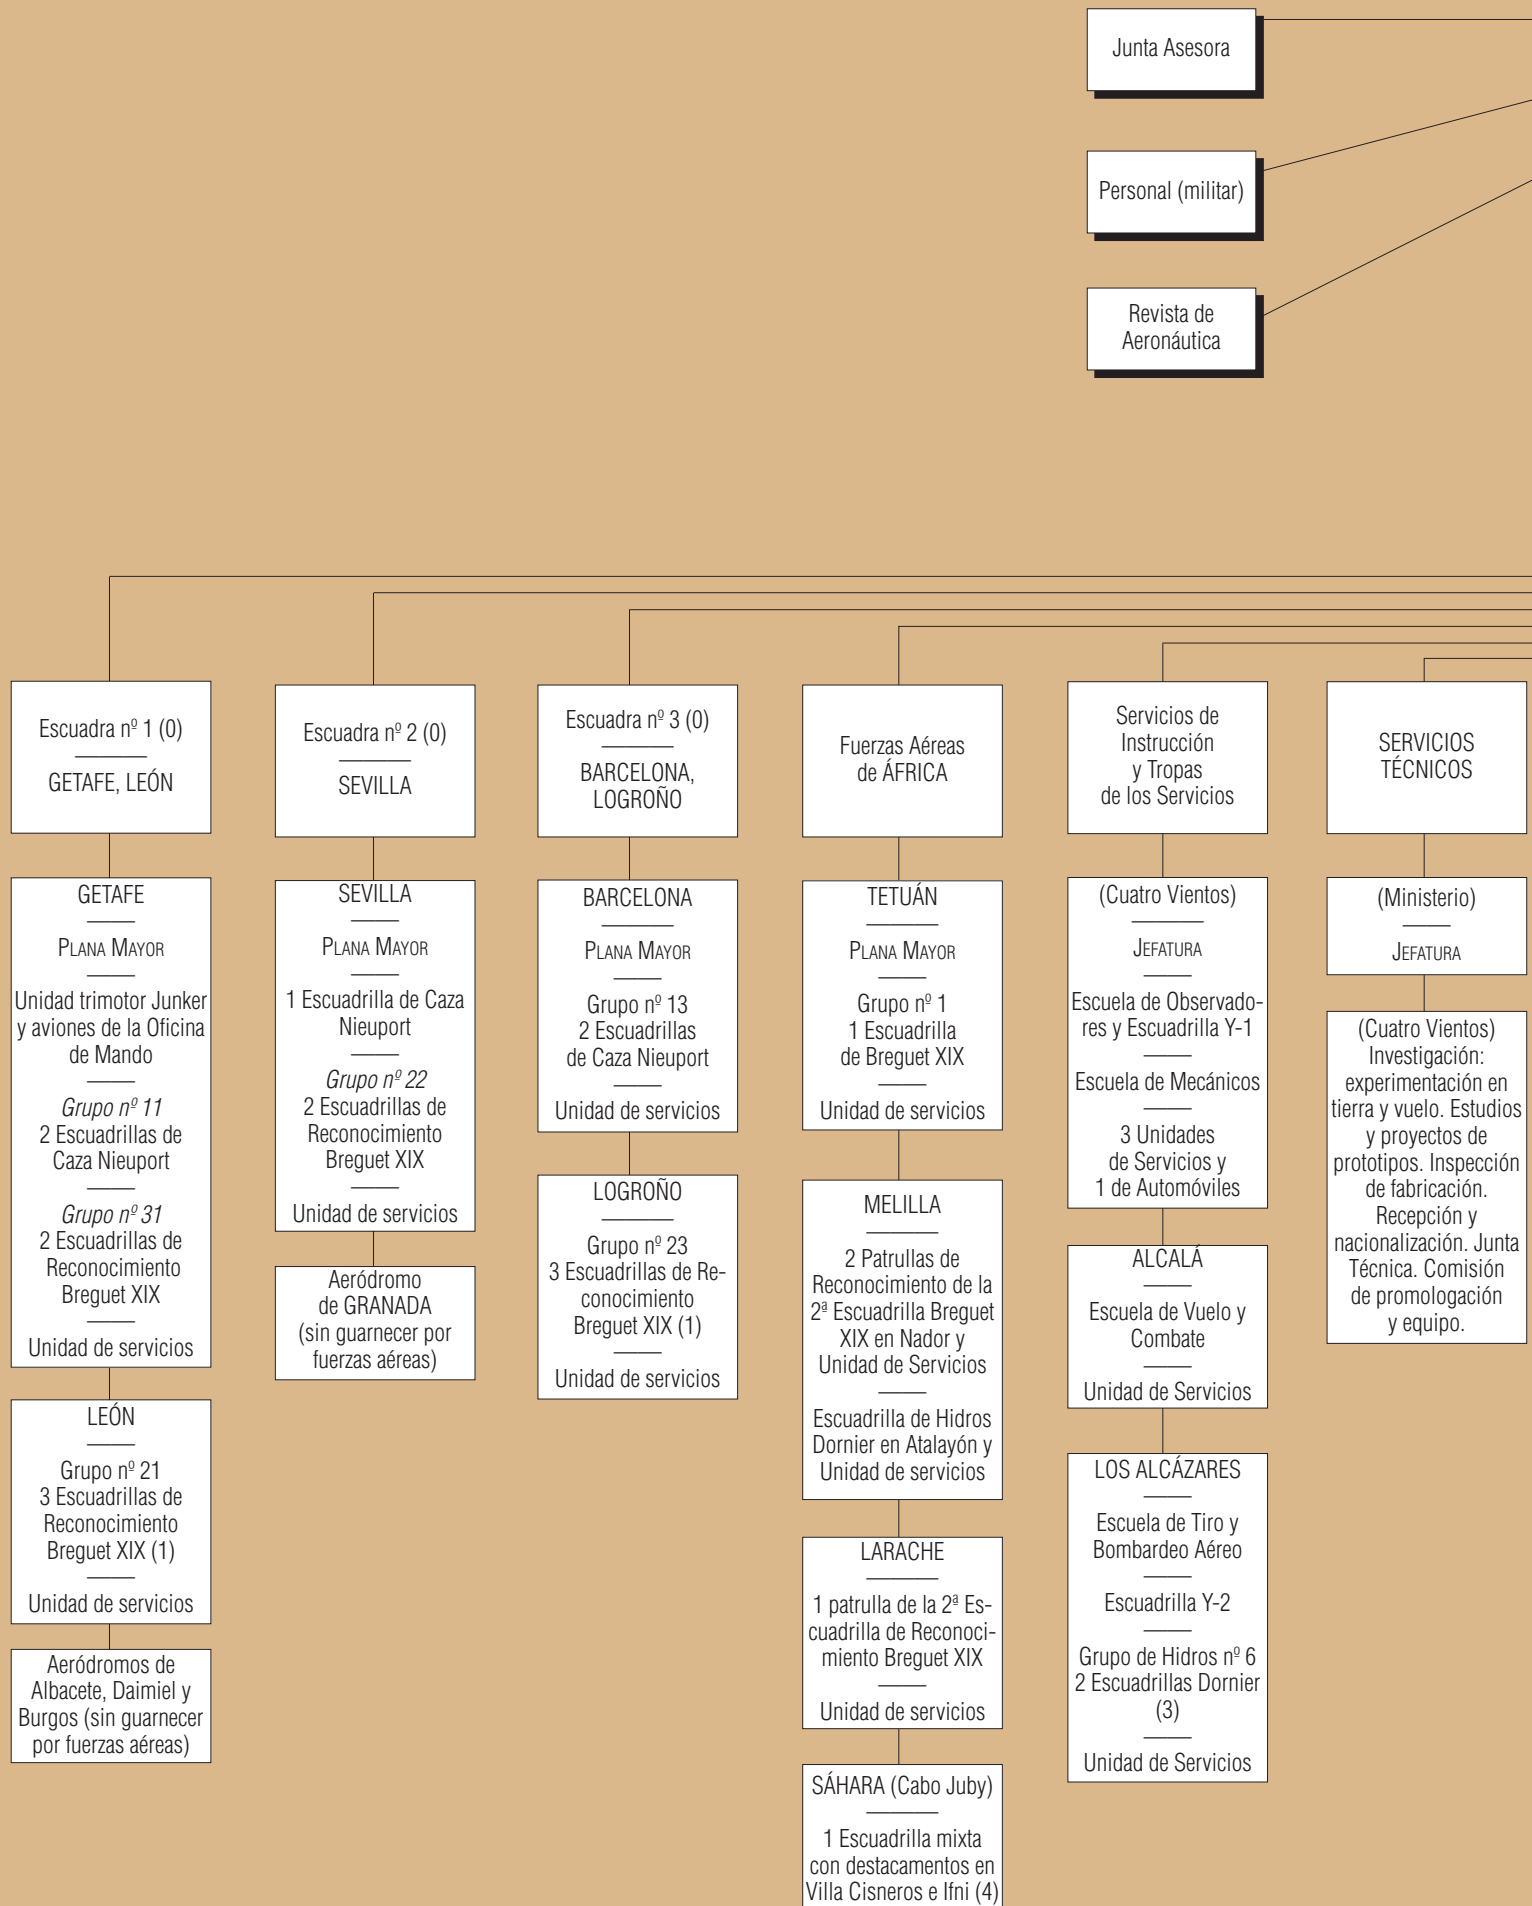 Junta Asesora
Personal (militar)
Revista de
Aeronáutica
Escuadra nº 1 (0)
GETAFE, LEÓN
GETAFE
PLANA MAYOR
Unidad trimotor Junker
y aviones de la Oficina
de Mando
Grupo nº 11
2 Escuadrillas de
Caza Nieuport
Grupo nº 31
2 Escuadrillas de
Reconocimiento
Breguet XIX
Unidad de servicios
LEÓN
Grupo nº 21
3 Escuadrillas de
Reconocimiento
Breguet XIX (1)
Unidad de servicios
Aeródromos de
Albacete, Daimiel y
Burgos (sin guarnecer
por fuerzas aéreas)
Escuadra nº 2 (0)
SEVILLA
SEVILLA
PLANA MAYOR
1 Escuadrilla de Caza
Nieuport
Grupo nº 22
2 Escuadrillas de
Reconocimiento
Breguet XIX
Unidad de servicios
Aeródromo
de GRANADA
(sin guarnecer por
fuerzas aéreas)
Escuadra nº 3 (0)
BARCELONA,
LOGROÑO
BARCELONA
PLANA MAYOR
Grupo nº 13
2 Escuadrillas
de Caza Nieuport
Unidad de servicios
LOGROÑO
Grupo nº 23
3 Escuadrillas de Re-
conocimiento
Breguet XIX (1)
Unidad de servicios
Fuerzas Aéreas
de ÁFRICA
TETUÁN
PLANA MAYOR
Grupo nº 1
1 Escuadrilla
de Breguet XIX
Unidad de servicios
MELILLA
2 Patrullas de
Reconocimiento de la
2ª Escuadrilla Breguet
XIX en Nador y
Unidad de Servicios
Escuadrilla de Hidros
Dornier en Atalayón y
Unidad de servicios
LARACHE
1 patrulla de la 2ª Es-
cuadrilla de Reconoci-
miento Breguet XIX
Unidad de servicios
SÁHARA (Cabo Juby)
1 Escuadrilla mixta
con destacamentos en
Villa Cisneros e Ifni (4)
Servicios de
Instrucción
y Tropas
de los Servicios
(Cuatro Vientos)
JEFATURA
Escuela de Observado-
res y Escuadrilla Y-1
Escuela de Mecánicos
3 Unidades
de Servicios y
1 de Automóviles
ALCALÁ
Escuela de Vuelo y
Combate
Unidad de Servicios
LOS ALCÁZARES
Escuela de Tiro y
Bombardeo Aéreo
Escuadrilla Y-2
Grupo de Hidros nº 6
2 Escuadrillas Dornier
(3)
Unidad de Servicios
SERVICIOS
TÉCNICOS
(Ministerio)
JEFATURA
(Cuatro Vientos)
Investigación:
experimentación en
tierra y vuelo. Estudios
y proyectos de
prototipos. Inspección
de fabricación.
Recepción y
nacionalización. Junta
Técnica. Comisión
de promologación
y equipo.